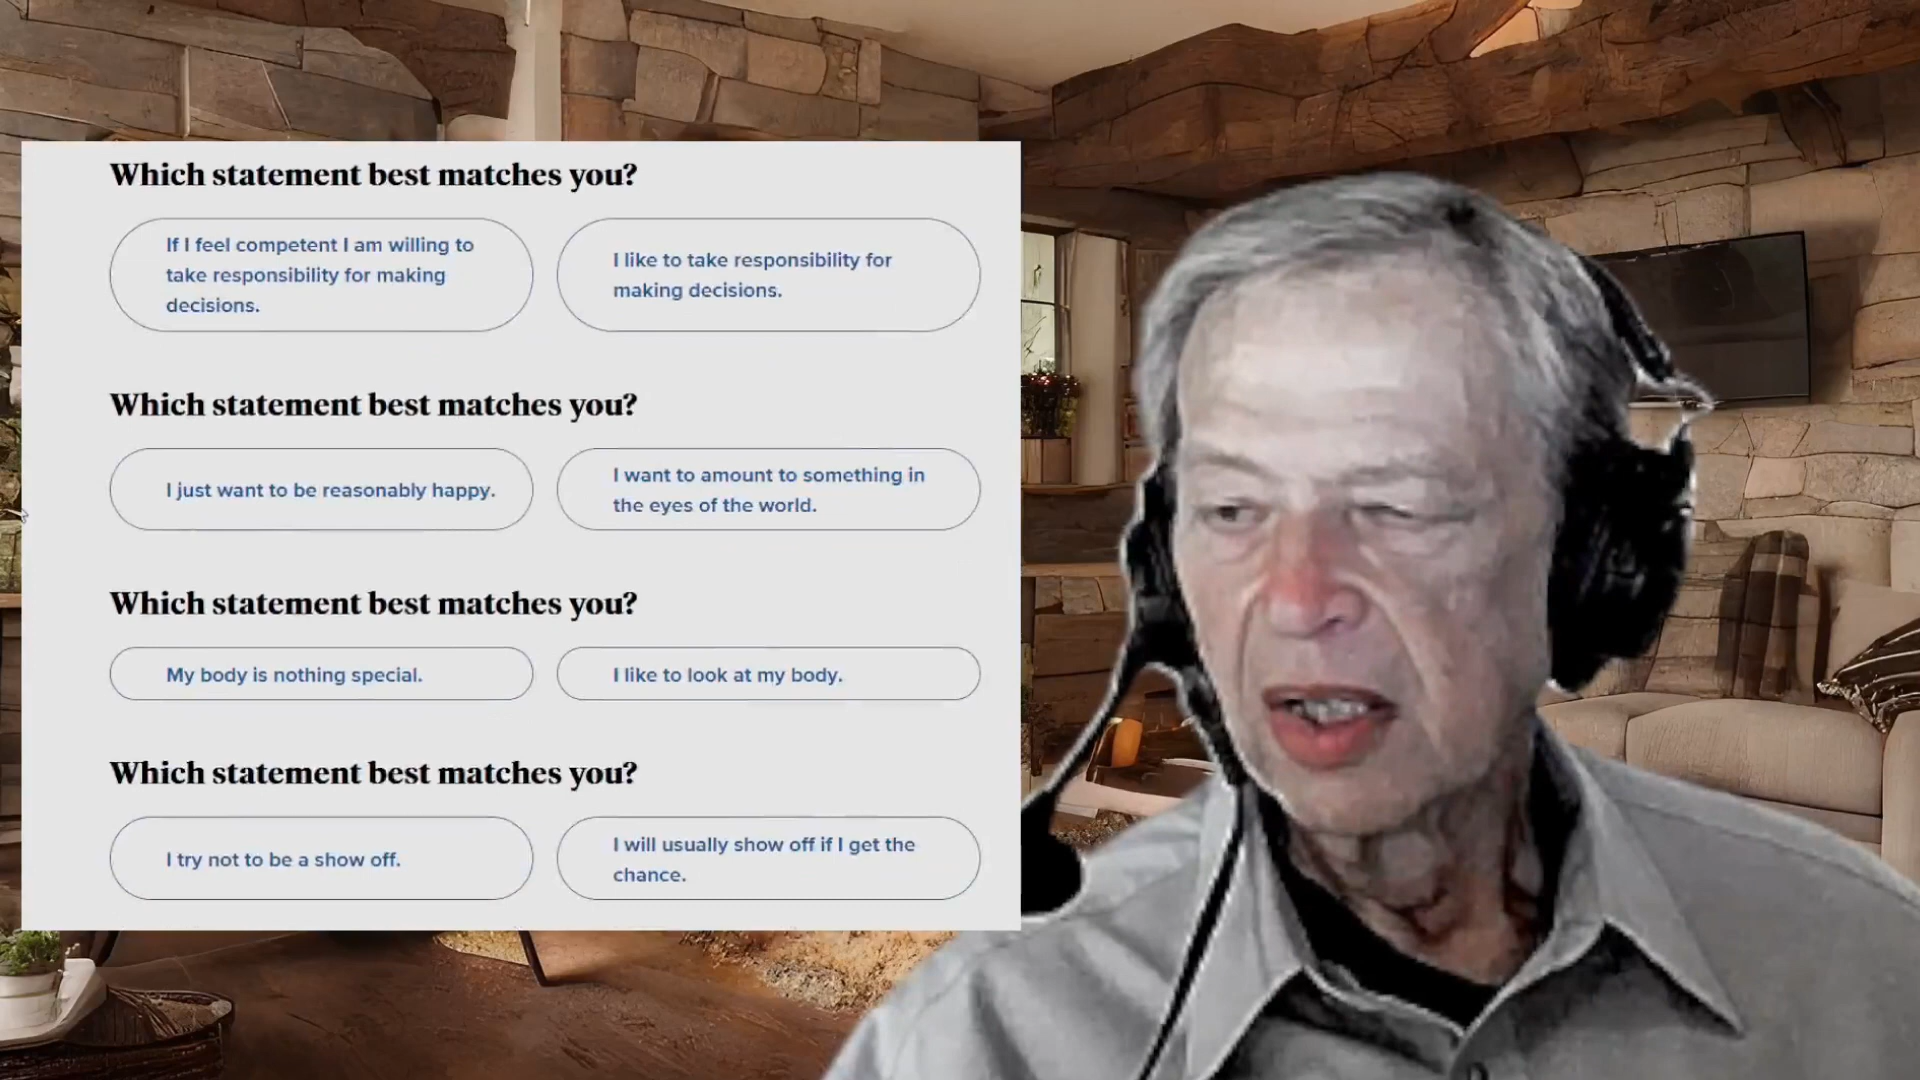 Which statement best matches you?
If I feel competent I am willing to
take responsibility for making
decisions.
I like to take responsibility for
making decisions.
Which statement best matches you?
I just want to be reasonably happy.
I want to amount to something in
the eyes of the world.
Which statement best matches you?
My body is nothing special.
I like to look at my body.
Which statement best matches you?
I try not to be a show off.
I will usually show off if I get the
chance.